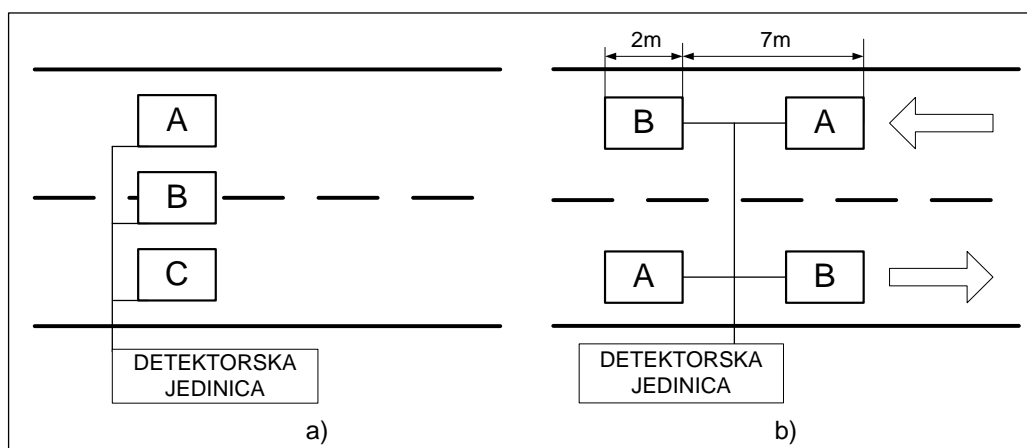 A
B
C
DETEKTORSKA
JEDINICA
a)
2m
7m
B
A
A
B
DETEKTORSKA
JEDINICA
b)